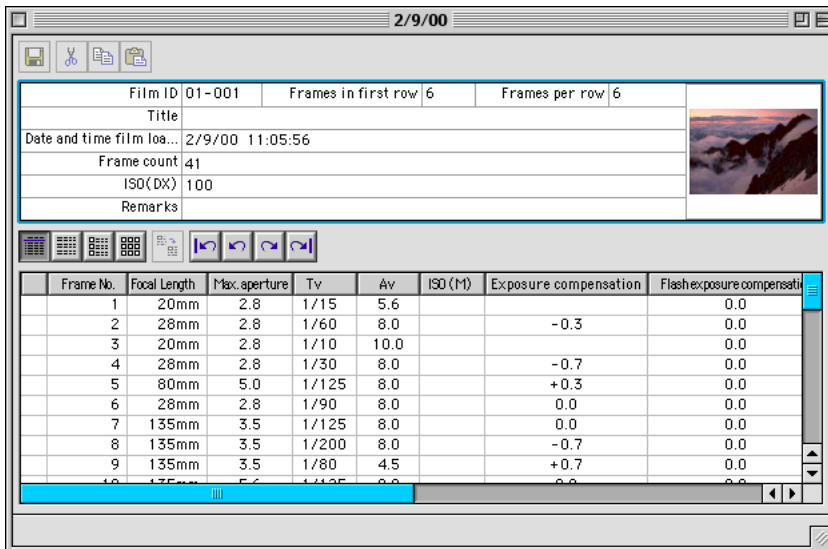 2/9/00
Film ID 01-001 Frames in first row 6 Frames per row 6
Title
Date and time film loa... 2/9/00 11:05:56
Frame count 41
ISO(DX) 100
Remarks
Frame No. Focal Length Max. aperture Tv Av ISO (M) Exposure compensation Flash exposure compensati
1 20mm 2.8 1/15 5.6 0.0
2 28mm 2.8 1/60 8.0 -0.3 0.0
3 20mm 2.8 1/10 10.0 0.0
4 28mm 2.8 1/30 8.0 -0.7 0.0
5 80mm 5.0 1/125 8.0 +0.3 0.0
6 28mm 2.8 1/90 8.0 0.0 0.0
7 135mm 3.5 1/125 8.0 0.0 0.0
8 135mm 3.5 1/200 8.0 -0.7 0.0
9 135mm 3.5 1/80 4.5 +0.7 0.0